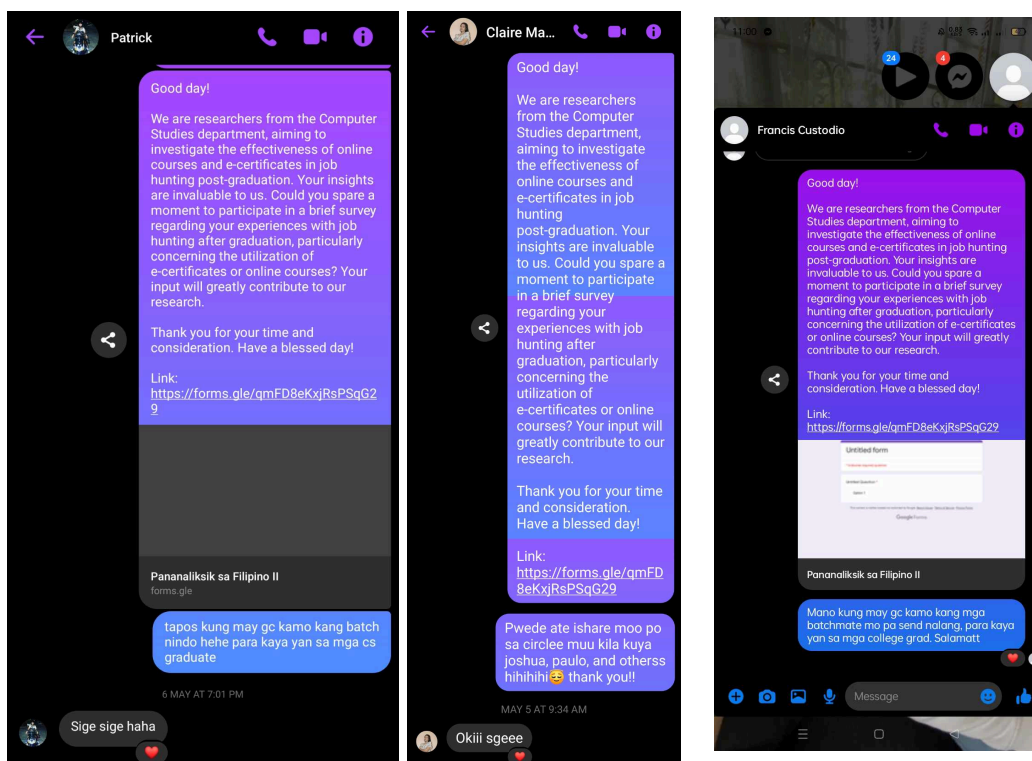 Patrick
Good day!
We are researchers from the Computer
Studies department, aiming to
investigate the effectiveness of online
courses and e-certificates in job
hunting post-graduation. Your insights
are invaluable to us. Could you spare a
moment to participate in a brief survey
regarding your experiences with job
hunting after graduation, particularly
concerning the utilization of
e-certificates or online courses? Your
input will greatly contribute to our
research.
Thank you for your time and
consideration. Have a blessed day!
Link:
https://forms.gle/qmFD8eKxjRsPSqG2
9
Pananaliksik sa Filipino II
forms.gle
tapos kung may gc kamo kang batch
nindo hehe para kaya yan sa mga cs
graduate
6 MAY AT 7:01 PM
Sige sige haha
Claire Ma...
Good day!
We are researchers
from the Computer
Studies department,
aiming to investigate
the effectiveness of
online courses and
e-certificates in job
hunting
post-graduation. Your
insights are invaluable
to us. Could you spare a
moment to participate
in a brief survey
regarding your
experiences with job
hunting after
graduation, particularly
concerning the
utilization of
e-certificates or online
courses? Your input will
greatly contribute to our
research.
Thank you for your time
and consideration.
Have a blessed day!
Link:
https://forms.gle/qmFD
8eKxjRsPSqG29
Pwede ate ishare moo po
sa circlee muu kila kuya
joshua, paulo, and otherss
hihihihi😌 thank you!!
MAY 5 AT 9:34 AM
Okiii sgeee
11:00
24
4
Francis Custodio
Good day!
We are researchers from the Computer
Studies department, aiming to
investigate the effectiveness of online
courses and e-certificates in job hunting
post-graduation. Your insights are
invaluable to us. Could you spare a
moment to participate in a brief survey
regarding your experiences with job
hunting after graduation, particularly
concerning the utilization of e-certificates
or online courses? Your input will greatly
contribute to our research.
Thank you for your time and
consideration. Have a blessed day!
Link:
https://forms.gle/qmFD8eKxjRsPSqG29
Untitled form
Untitled Question
Option 1
Google Forms
Pananaliksik sa Filipino II
Mano kung may gc kamo kang mga
batchmate mo pa send nalang, para kaya
yan sa mga college grad. Salamatt
Message